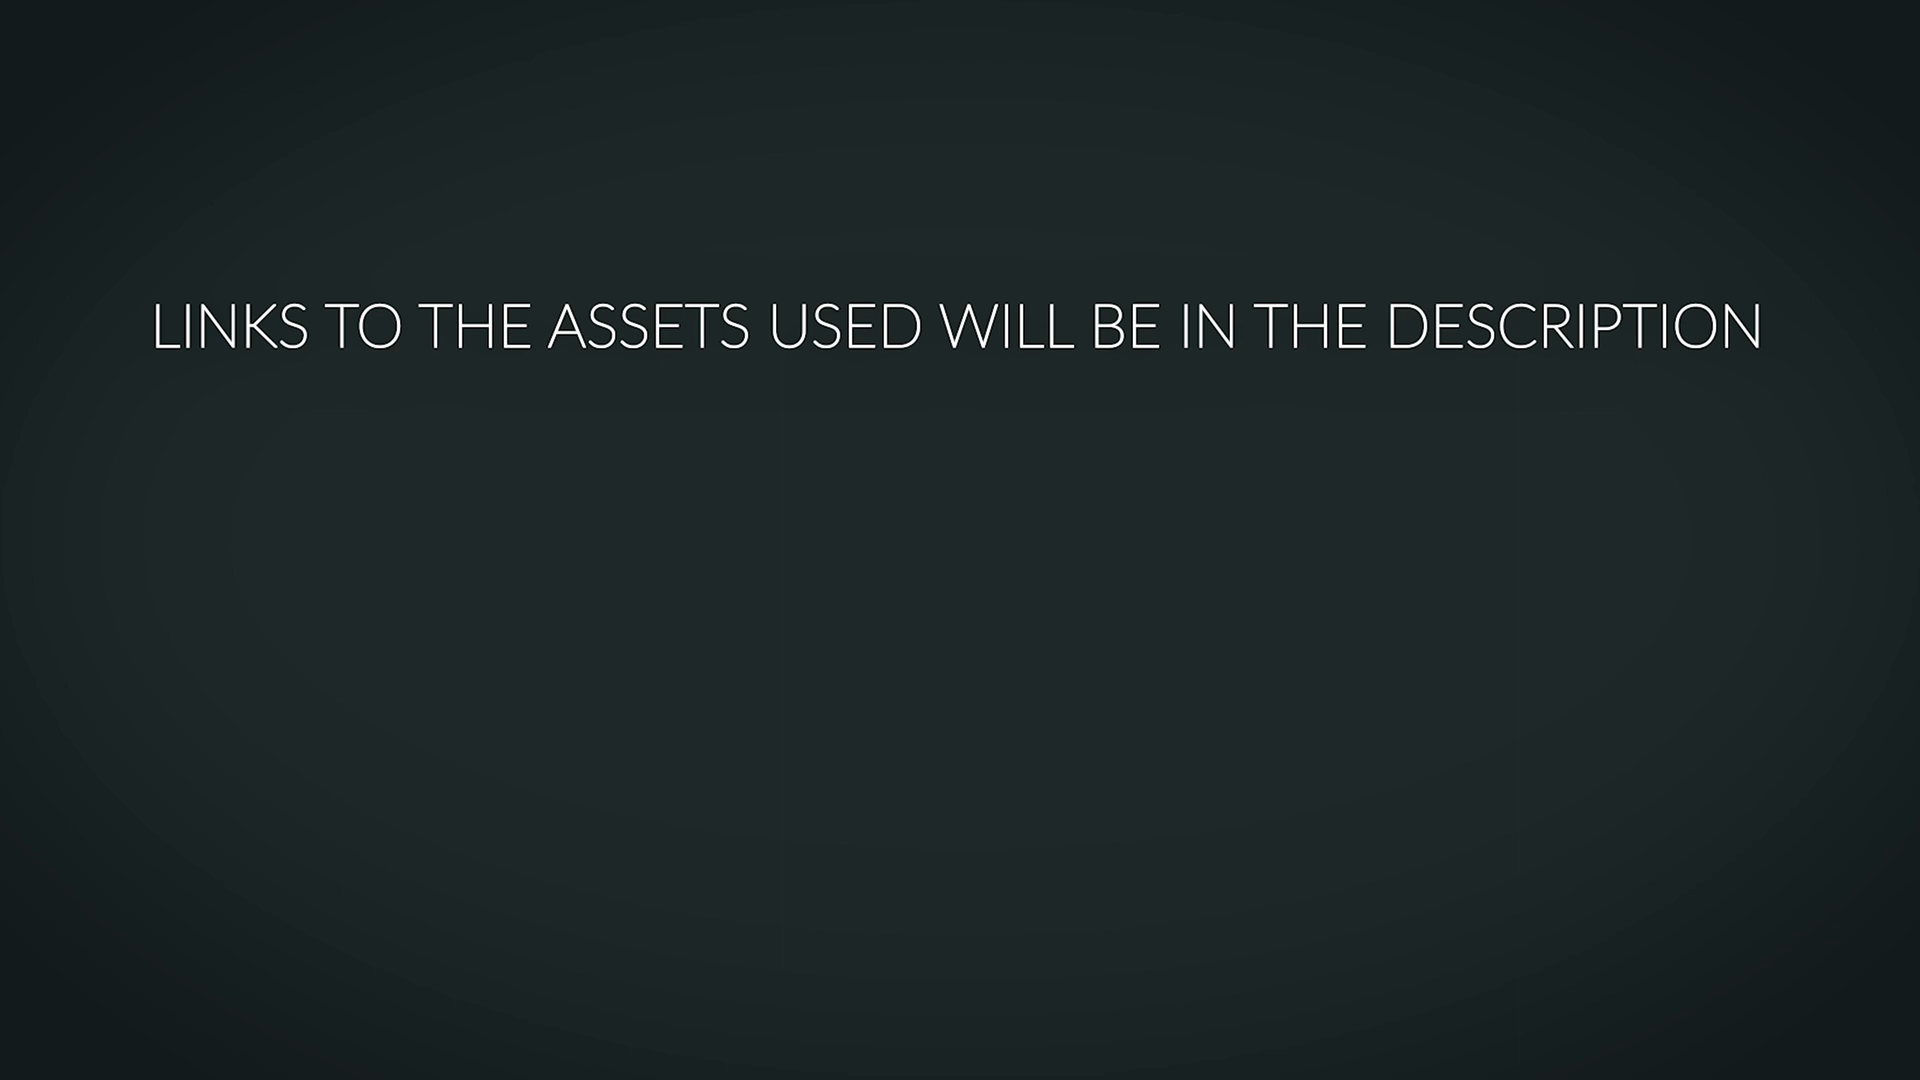 LINKS TO THE ASSETS USED WILL BE IN THE DESCRIPTION